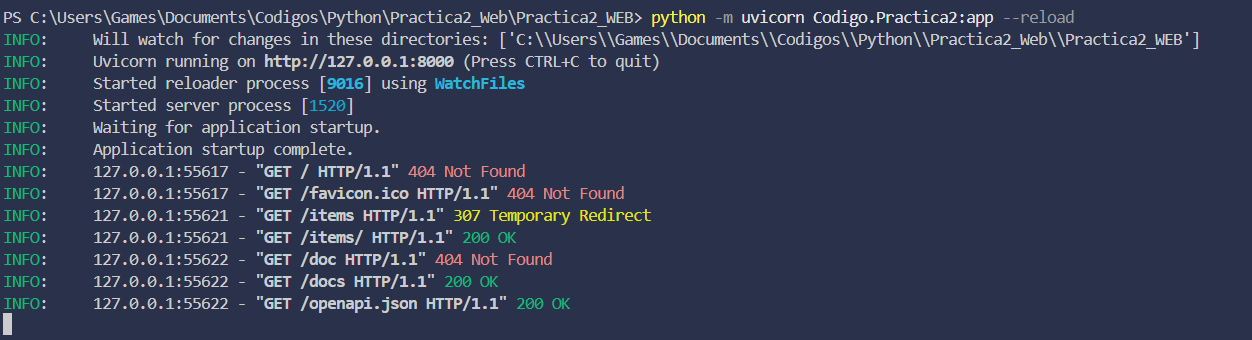 PS C:\Users\Games\Documents\Codigos\Python\Practica2_Web\Practica2_WEB> python -m uvicorn Codigo.Practica2:app --reload
INFO:     Will watch for changes in these directories: ['C:\\Users\\Games\\Documents\\Codigos\\Python\\Practica2_Web\\Practica2_WEB']
INFO:     Uvicorn running on http://127.0.0.1:8000 (Press CTRL+C to quit)
INFO:     Started reloader process [9016] using WatchFiles
INFO:     Started server process [1520]
INFO:     Waiting for application startup.
INFO:     Application startup complete.
INFO:     127.0.0.1:55617 - "GET / HTTP/1.1" 404 Not Found
INFO:     127.0.0.1:55617 - "GET /favicon.ico HTTP/1.1" 404 Not Found
INFO:     127.0.0.1:55621 - "GET /items HTTP/1.1" 307 Temporary Redirect
INFO:     127.0.0.1:55621 - "GET /items/ HTTP/1.1" 200 OK
INFO:     127.0.0.1:55622 - "GET /doc HTTP/1.1" 404 Not Found
INFO:     127.0.0.1:55622 - "GET /docs HTTP/1.1" 200 OK
INFO:     127.0.0.1:55622 - "GET /openapi.json HTTP/1.1" 200 OK